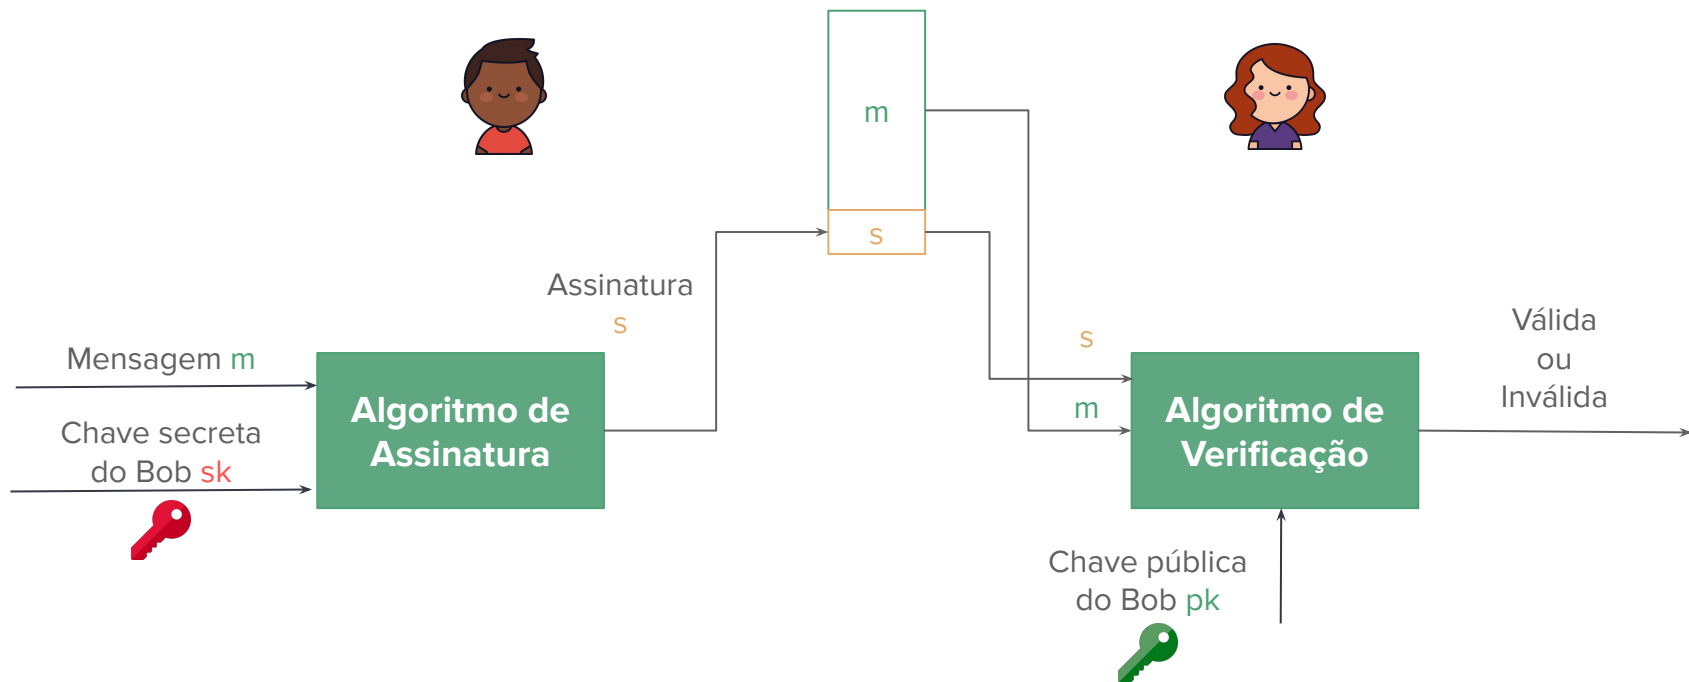 m
s
Assinatura
s
Mensagem m
Chave secreta
do Bob sk
Algoritmo de
Assinatura
s
m
Algoritmo de
Verificação
Válida
ou
Inválida
Chave pública
do Bob pk